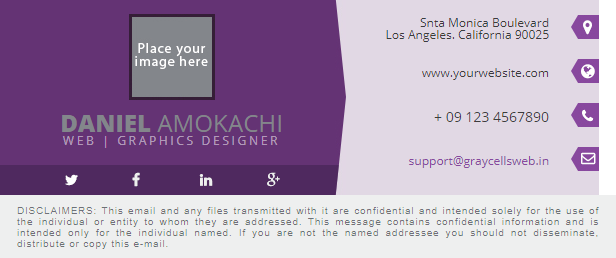 Place your
image here
DANIEL AMOKACHI
WEB | GRAPHICS DESIGNER
Snta Monica Boulevard
Los Angeles. California 90025
www.yourwebsite.com
+ 09 123 4567890
support@graycellsweb.in
DISCLAIMERS: This email and any files transmitted with it are confidential and intended solely for the use of
the individual or entity to whom they are addressed. This message contains confidential information and is
intended only for the individual named. If you are not the named addressee you should not disseminate,
distribute or copy this e-mail.